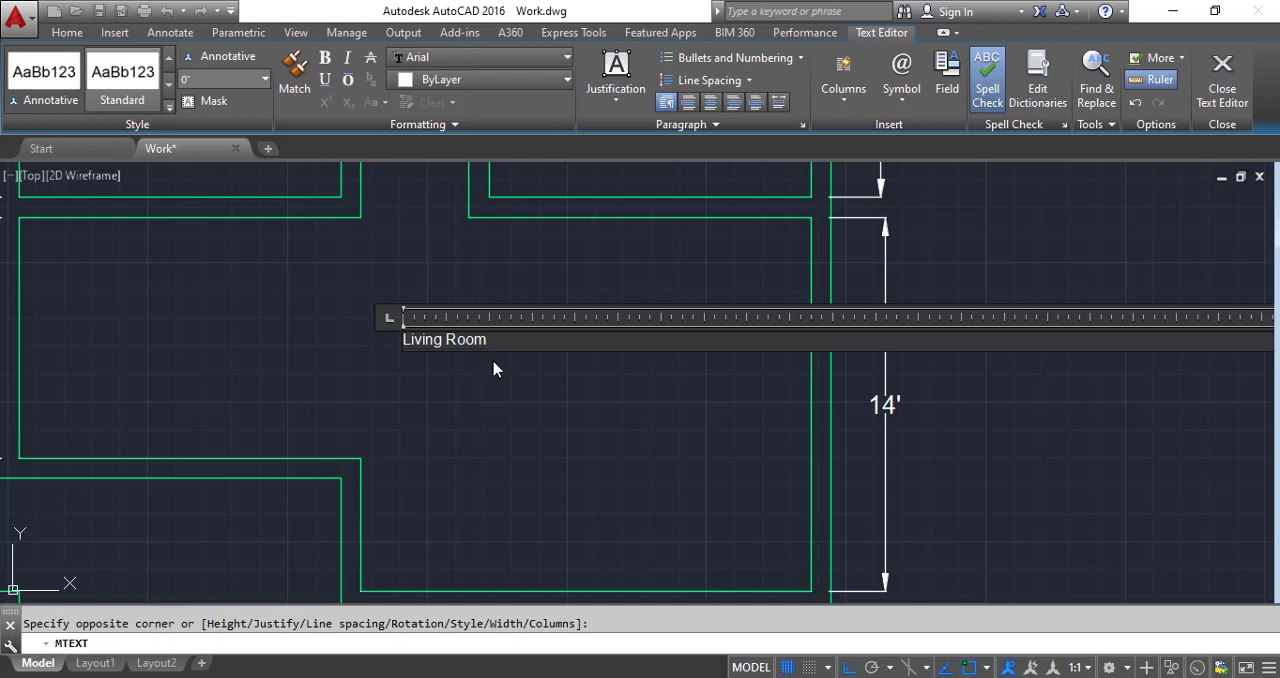 Autodesk AutoCAD 2016 Work.dwg
Type a keyword or phrase
Sign In
Home Insert Annotate Parametric View Manage Output Add-ins A360 Express Tools Featured Apps BIM 360 Performance Text Editor
AaBb123 AaBb123
Annotative Standard
Annotative
0"
Mask
Style
Match
B I A
U O
Arial
ByLayer
Aa Clear
Formatting
Justification
Bullets and Numbering
Line Spacing
Paragraph
Columns
Symbol
Field
Insert
ABC
Spell
Check
Edit
Dictionaries
Spell Check
Find &
Replace
Tools
More
Ruler
Options
Close
Text Editor
Close
Start
Work*
[−][Top][2D Wireframe]
Living Room
14'
Y
X
Specify opposite corner or [Height/Justify/Line spacing/Rotation/Style/Width/Columns]:
MTEXT
Model Layout1 Layout2
MODEL
1:1